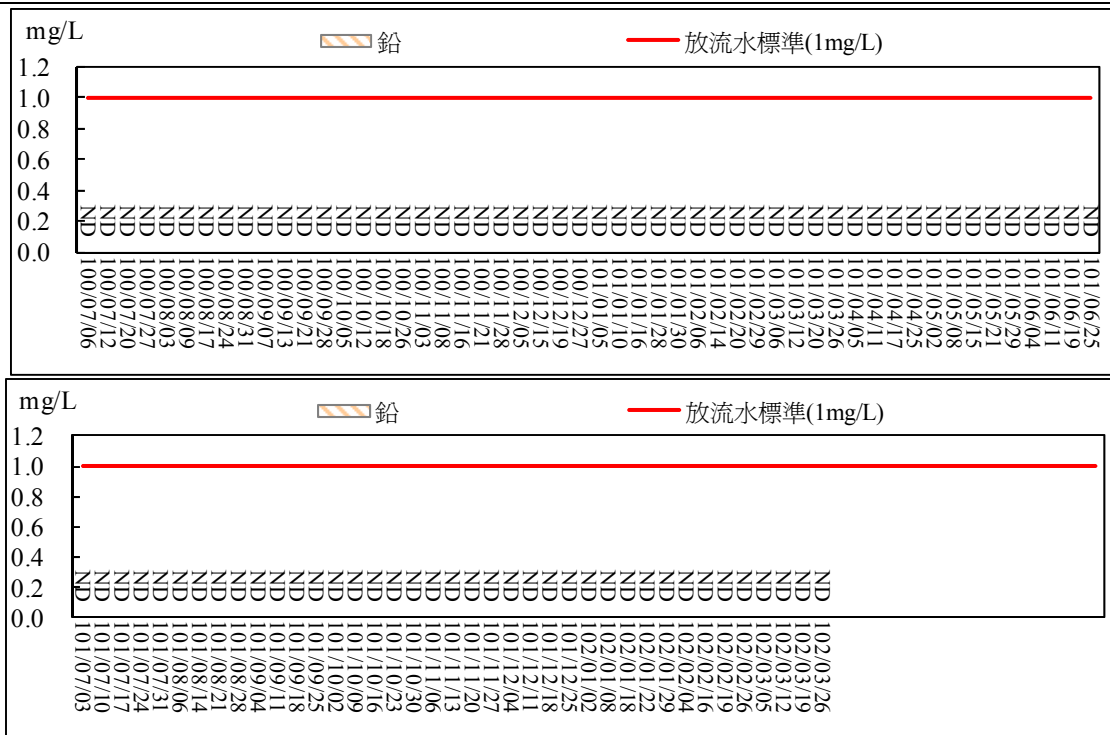 mg/L
鉛 放流水標準(1mg/L)
1.2
1.0
0.8
0.6
0.4
0.2
0.0
ND ND ND ND ND ND ND ND ND ND ND ND ND ND ND ND ND ND ND ND ND ND ND ND ND ND ND ND ND ND ND ND ND ND ND ND ND ND ND ND ND ND ND ND ND ND ND ND ND ND ND ND
100/07/06 100/07/12 100/07/20 100/07/27 100/08/03 100/08/09 100/08/17 100/08/24 100/08/31 100/09/07 100/09/13 100/09/21 100/09/28 100/10/05 100/10/12 100/10/18 100/10/26 100/11/03 100/11/08 100/11/16 100/11/21 100/11/28 100/12/05 100/12/15 100/12/19 100/12/27 101/01/05 101/01/10 101/01/16 101/01/28 101/01/30 101/02/06 101/02/14 101/02/20 101/02/29 101/03/06 101/03/12 101/03/20 101/03/26 101/04/05 101/04/11 101/04/17 101/04/25 101/05/02 101/05/08 101/05/15 101/05/21 101/05/29 101/06/04 101/06/11 101/06/19 101/06/25
mg/L
鉛 放流水標準(1mg/L)
1.2
1.0
0.8
0.6
0.4
0.2
0.0
ND ND ND ND ND ND ND ND ND ND ND ND ND ND ND ND ND ND ND ND ND ND ND ND ND ND ND ND ND ND ND ND ND ND ND ND ND ND ND
101/07/03 101/07/10 101/07/17 101/07/24 101/07/31 101/08/06 101/08/14 101/08/21 101/08/28 101/09/04 101/09/11 101/09/18 101/09/25 101/10/02 101/10/09 101/10/16 101/10/23 101/10/30 101/11/06 101/11/13 101/11/20 101/11/27 101/12/04 101/12/11 101/12/18 101/12/25 102/01/02 102/01/08 102/01/18 102/01/22 102/01/29 102/02/04 102/02/16 102/02/19 102/02/26 102/03/05 102/03/12 102/03/19 102/03/26